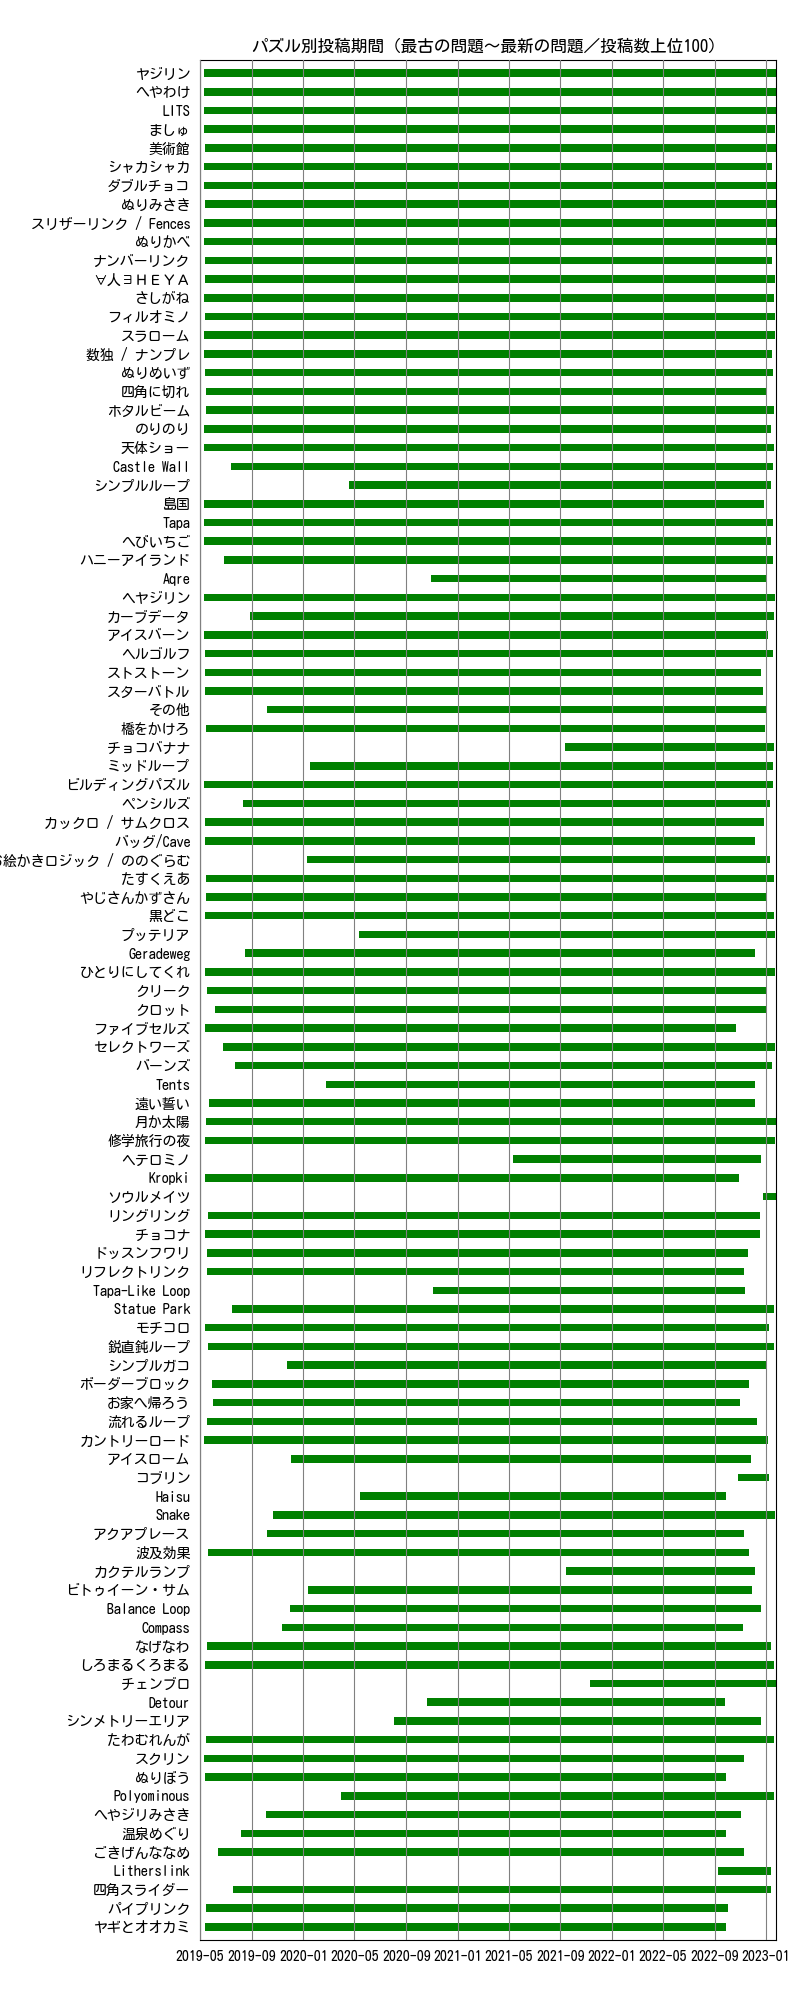 パズル別投稿期間（最古の問題～最新の問題／投稿数上位100）
ヤジリン
へやわけ
LITS
ましゅ
美術館
シャカシャカ
ダブルチョコ
ぬりみさき
スリザーリンク / Fences
ぬりかべ
ナンバーリンク
∀人∃ＨＥＹＡ
さしがね
フィルオミノ
スラローム
数独 / ナンプレ
ぬりめいず
四角に切れ
ホタルビーム
のりのり
天体ショー
Castle Wall
シンプルループ
島国
Tapa
へびいちご
ハニーアイランド
Aqre
ヘヤジリン
カーブデータ
アイスバーン
ヘルゴルフ
ストストーン
スターバトル
その他
橋をかけろ
チョコバナナ
ミッドループ
ビルディングパズル
ペンシルズ
カックロ / サムクロス
バッグ/Cave
絵かきロジック / ののぐらむ
たすくえあ
やじさんかずさん
黒どこ
プッテリア
Geradeweg
ひとりにしてくれ
クリーク
クロット
ファイブセルズ
セレクトワーズ
バーンズ
Tents
遠い誓い
月か太陽
修学旅行の夜
ヘテロミノ
Kropki
ソウルメイツ
リングリング
チョコナ
ドッスンフワリ
リフレクトリンク
Tapa-Like Loop
Statue Park
モチコロ
鋭直鈍ループ
シンプルガコ
ボーダーブロック
お家へ帰ろう
流れるループ
カントリーロード
アイスローム
コブリン
Haisu
Snake
アクアプレース
波及効果
カクテルランプ
ビトゥイーン・サム
Balance Loop
Compass
なげなわ
しろまるくろまる
チェンブロ
Detour
シンメトリーエリア
たわむれんが
スクリン
ぬりぼう
Polyominous
へやジリみさき
温泉めぐり
ごきげんななめ
Litherslink
四角スライダー
パイプリンク
ヤギとオオカミ
2019-05 2019-09 2020-01 2020-05 2020-09 2021-01 2021-05 2021-09 2022-01 2022-05 2022-09 2023-01